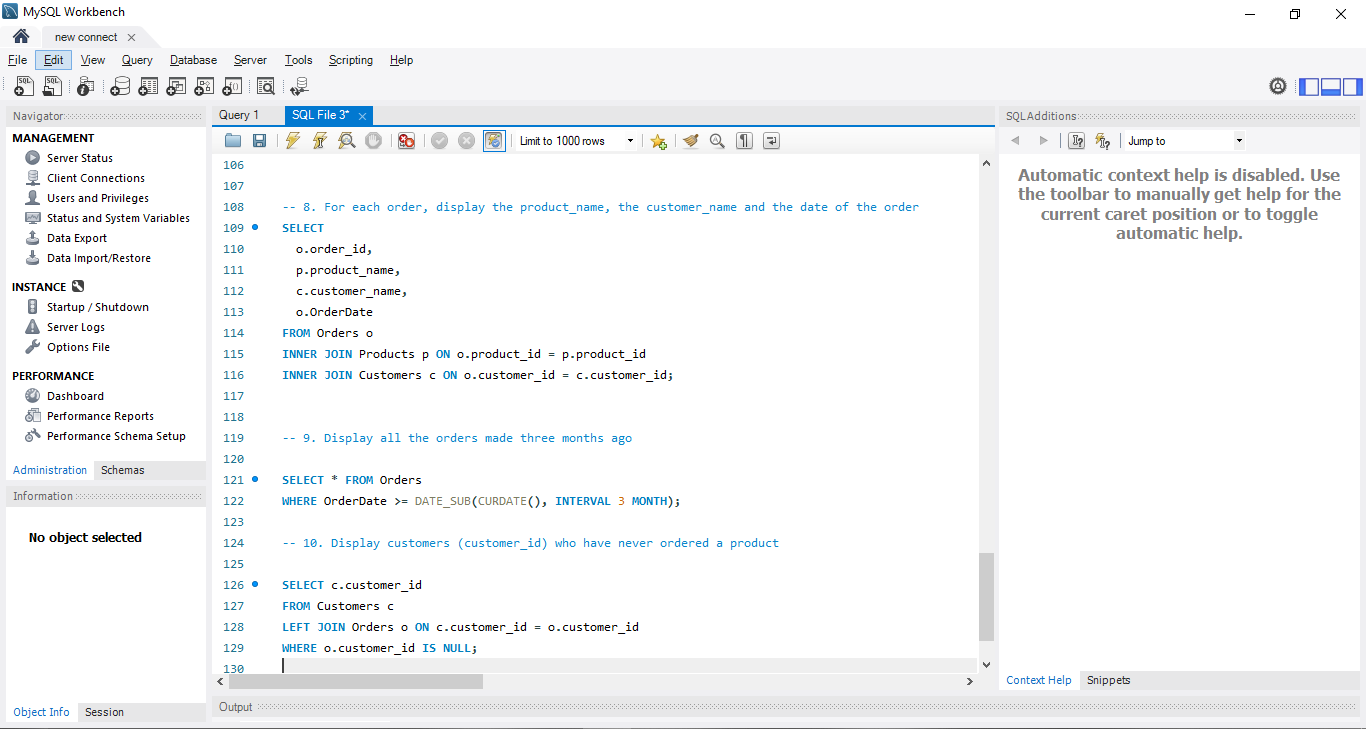 MySQL Workbench
new connect
File Edit View Query Database Server Tools Scripting Help
Navigator
MANAGEMENT
Server Status
Client Connections
Users and Privileges
Status and System Variables
Data Export
Data Import/Restore
INSTANCE
Startup / Shutdown
Server Logs
Options File
PERFORMANCE
Dashboard
Performance Reports
Performance Schema Setup
Administration Schemas
Information
No object selected
Object Info Session
Query 1 SQL File 3*
Limit to 1000 rows
106
107
108 -- 8. For each order, display the product_name, the customer_name and the date of the order
109 SELECT
110 o.order_id,
111 p.product_name,
112 c.customer_name,
113 o.OrderDate
114 FROM Orders o
115 INNER JOIN Products p ON o.product_id = p.product_id
116 INNER JOIN Customers c ON o.customer_id = c.customer_id;
117
118
119 -- 9. Display all the orders made three months ago
120
121 SELECT * FROM Orders
122 WHERE OrderDate >= DATE_SUB(CURDATE(), INTERVAL 3 MONTH);
123
124 -- 10. Display customers (customer_id) who have never ordered a product
125
126 SELECT c.customer_id
127 FROM Customers c
128 LEFT JOIN Orders o ON c.customer_id = o.customer_id
129 WHERE o.customer_id IS NULL;
130
Output
SQLAdditions
Jump to
Automatic context help is disabled. Use
the toolbar to manually get help for the
current caret position or to toggle
automatic help.
Context Help Snippets